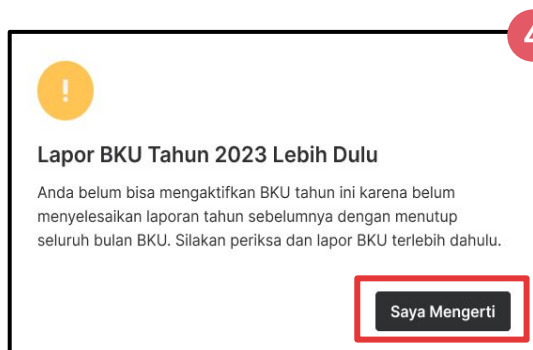 4
!
Lapor BKU Tahun 2023 Lebih Dulu
Anda belum bisa mengaktifkan BKU tahun ini karena belum
menyelesaikan laporan tahun sebelumnya dengan menutup
seluruh bulan BKU. Silakan periksa dan lapor BKU terlebih dahulu.
Saya Mengerti